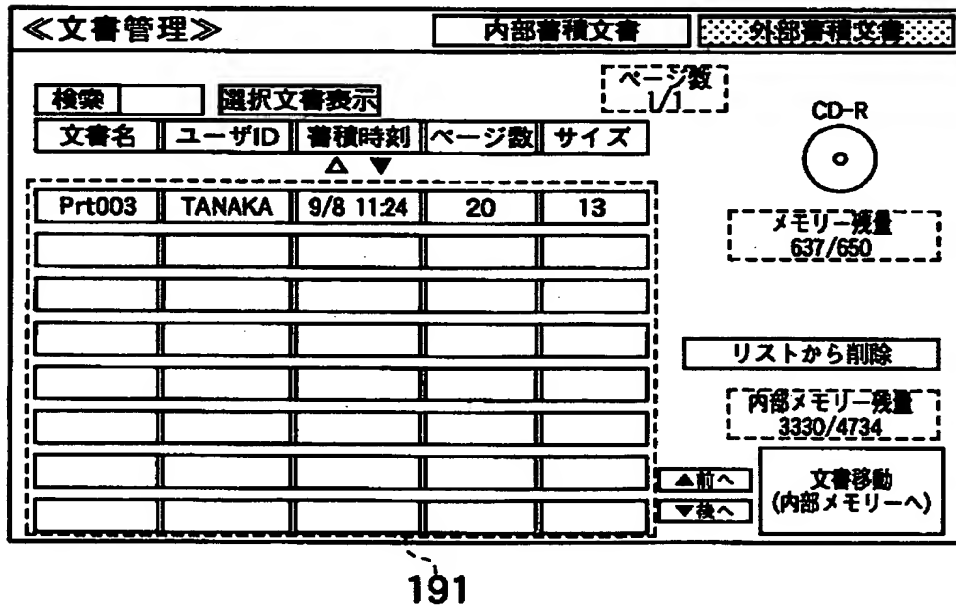 ≪文書管理≫ 内部蓄積文書 外部蓄積文書
ページ数
1/1
検索 選択文書表示
CD-R
文書名 ユーザID 蓄積時刻 ページ数 サイズ
△ ▼
Prt003 TANAKA 9/8 11:24 20 13
メモリー残量
637/650
リストから削除
内部メモリー残量
3330/4734
▲前へ
▼後へ
文書移動
(内部メモリーへ)
191